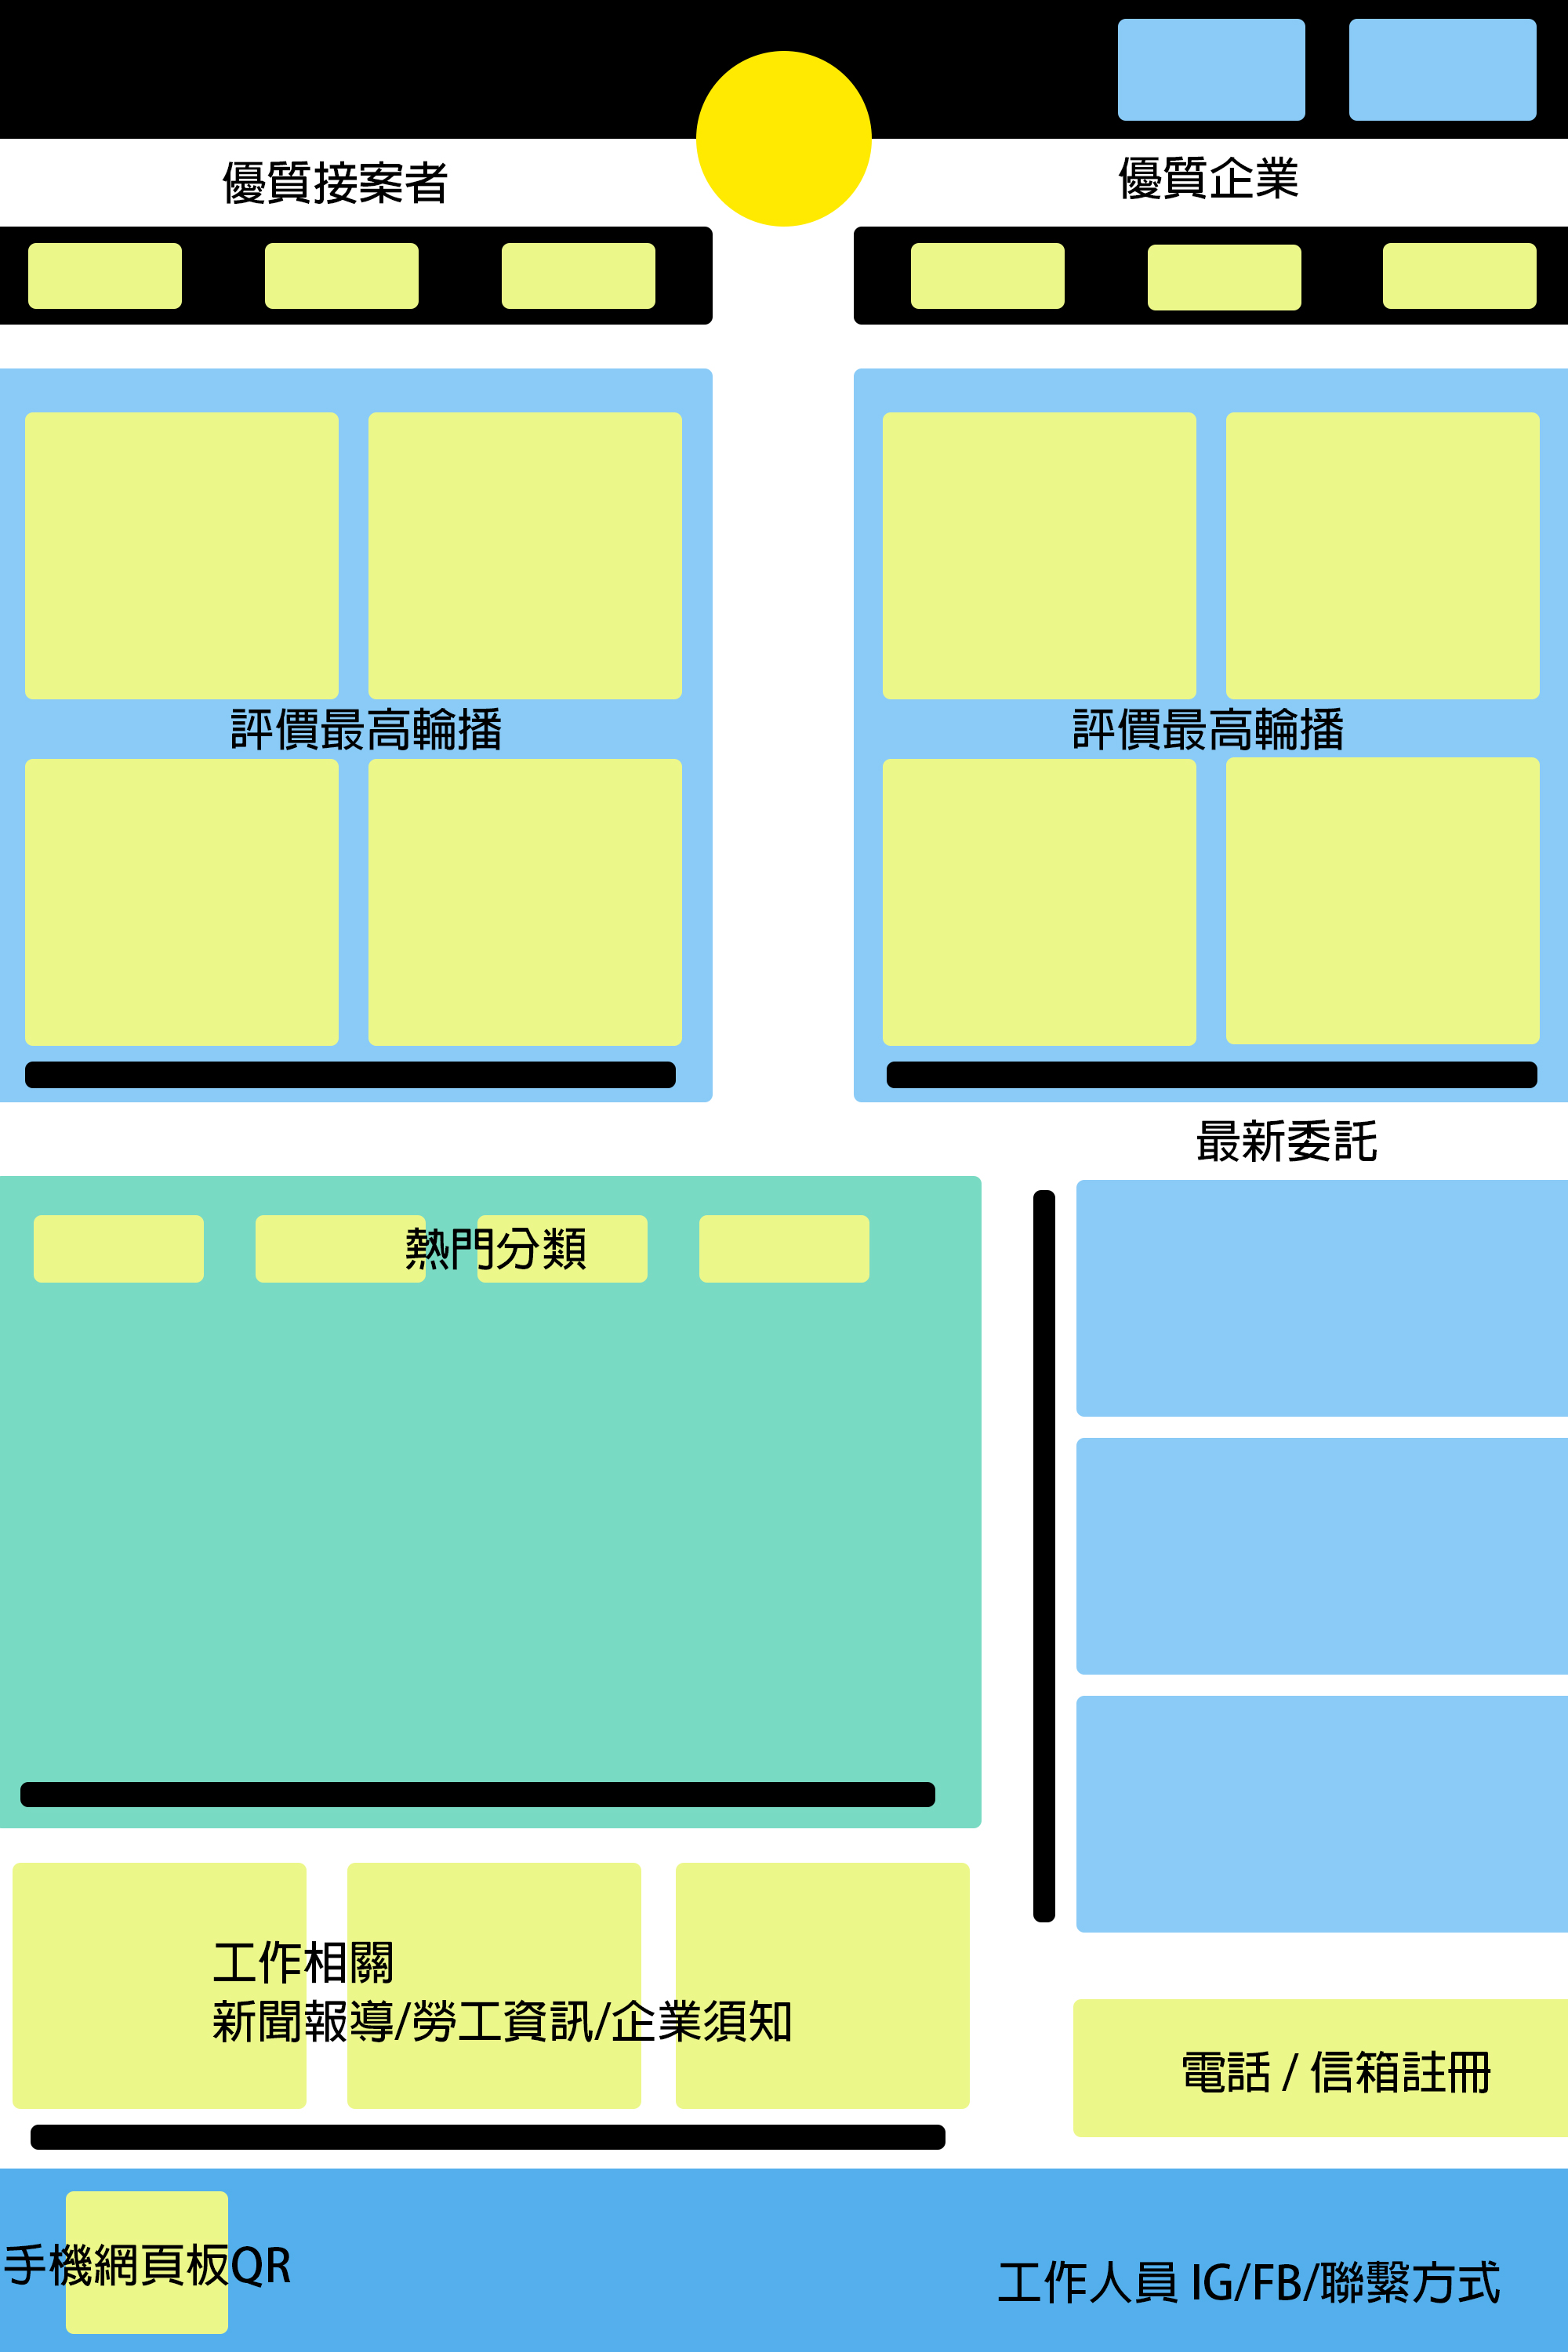 優質接案者
優質企業
評價最高輪播
評價最高輪播
最新委託
熱門分類
工作相關
新聞報導/勞工資訊/企業須知
電話 / 信箱註冊
手機網頁板QR
工作人員 IG/FB/聯繫方式